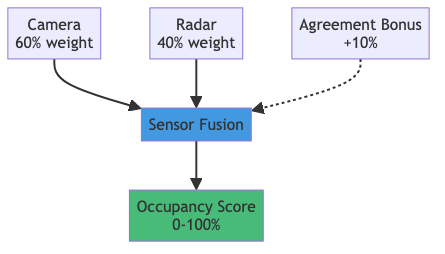 Camera
60% weight
Radar
40% weight
Agreement Bonus
+10%
Sensor Fusion
Occupancy Score
0-100%